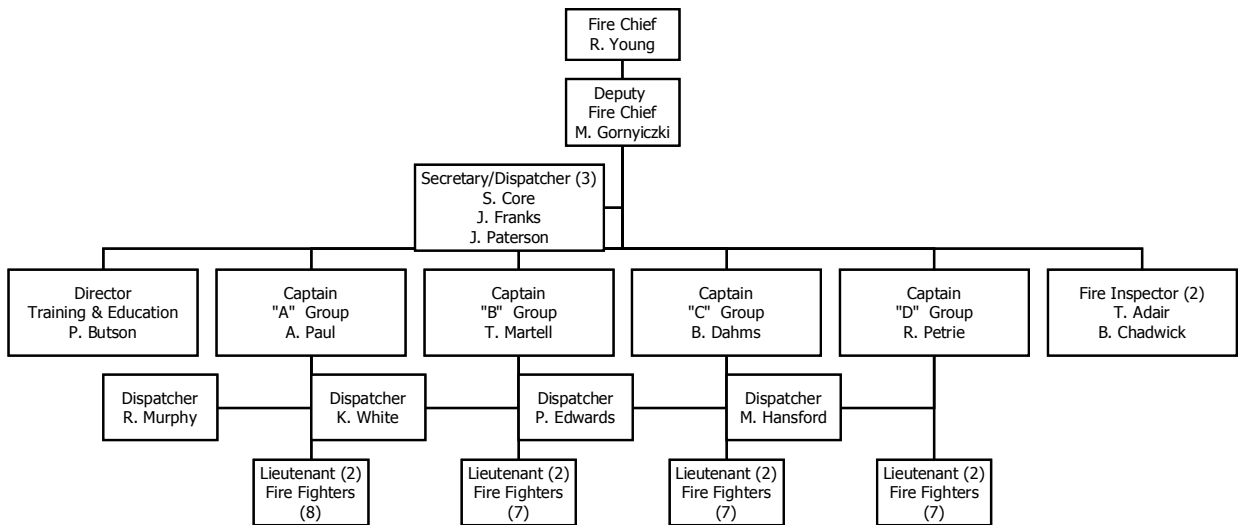 Fire Chief
R. Young
Deputy
Fire Chief
M. Gornyiczki
Secretary/Dispatcher (3)
S. Core
J. Franks
J. Paterson
Director
Training & Education
P. Butson
Captain
"A" Group
A. Paul
Captain
"B" Group
T. Martell
Captain
"C" Group
B. Dahms
Captain
"D" Group
R. Petrie
Fire Inspector (2)
T. Adair
B. Chadwick
Dispatcher
R. Murphy
Dispatcher
K. White
Dispatcher
P. Edwards
Dispatcher
M. Hansford
Lieutenant (2)
Fire Fighters
(8)
Lieutenant (2)
Fire Fighters
(7)
Lieutenant (2)
Fire Fighters
(7)
Lieutenant (2)
Fire Fighters
(7)